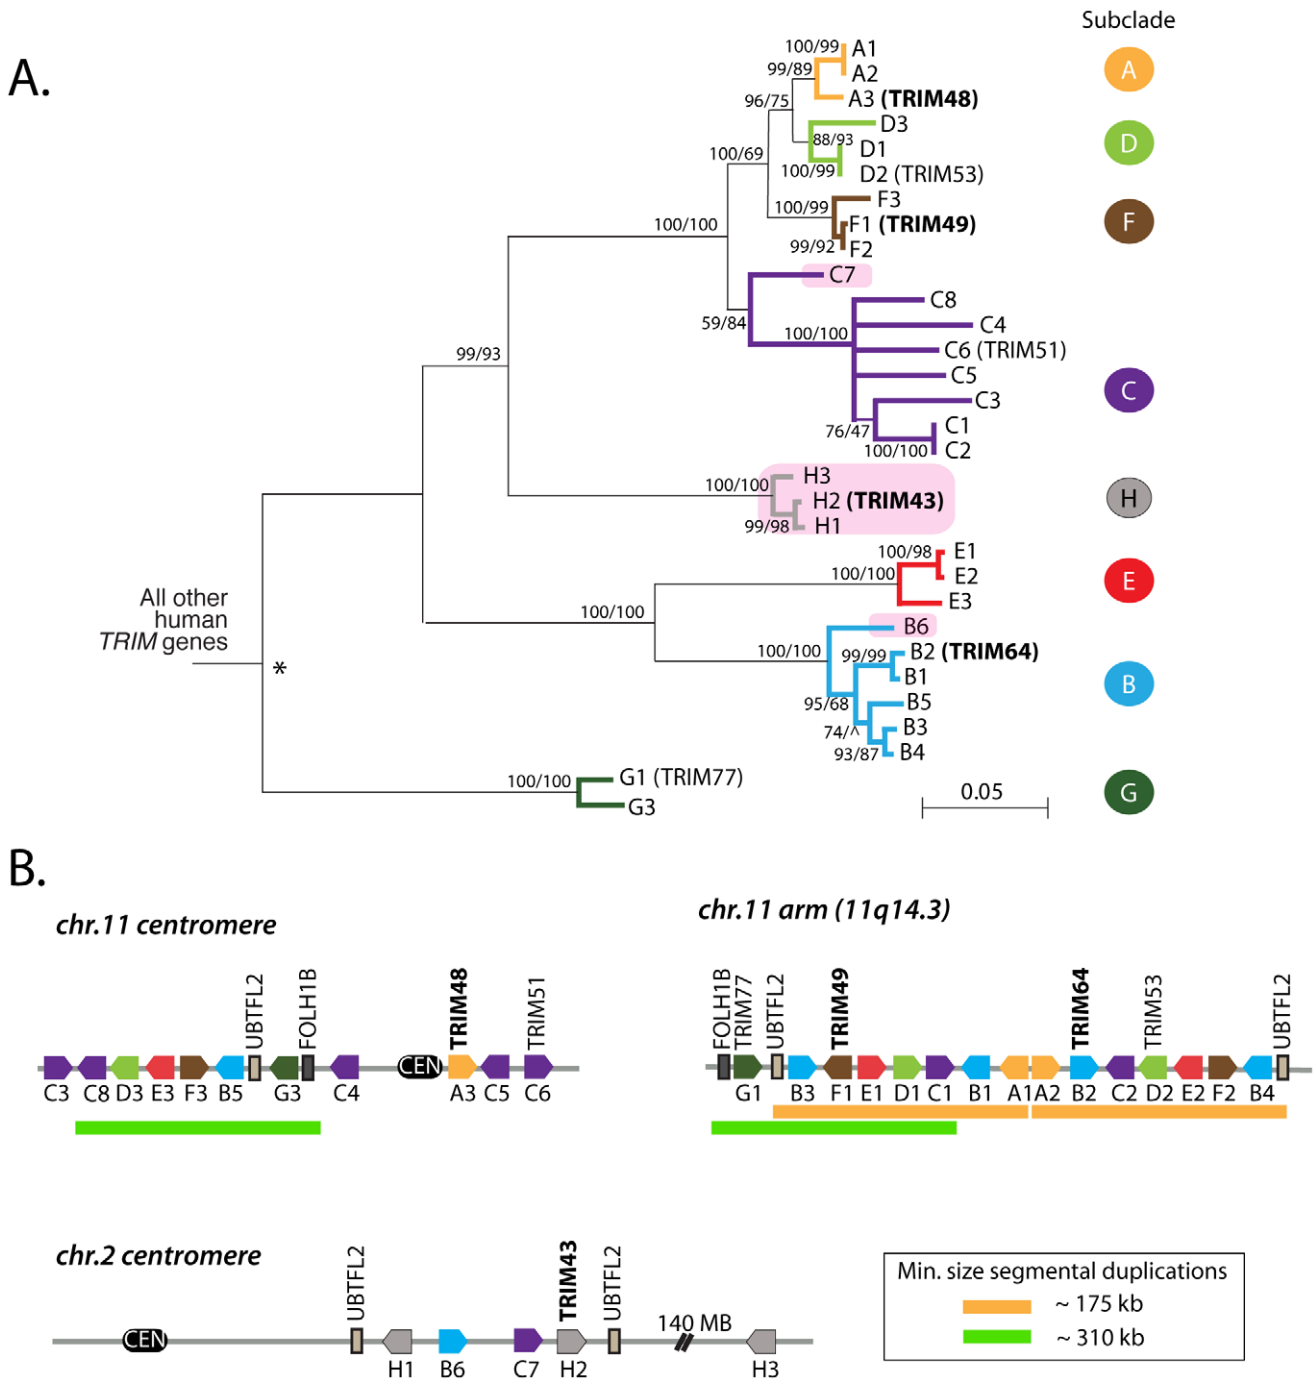 Subclade
A.
100/99
A1
A2
99/89
A3 (TRIM48)
A
96/75
D3
88/93
D1
100/99
D2 (TRIM53)
D
100/69
F3
100/99
F1 (TRIM49)
99/92
F2
F
100/100
C7
59/84
C8
100/100
C4
C6 (TRIM51)
C5
C3
76/47
C1
100/100
C2
C
99/93
H3
100/100
H2 (TRIM43)
99/98
H1
H
100/98
E1
E2
100/100
E3
E
100/100
B6
100/100
99/99
B2 (TRIM64)
B1
95/68
B5
74/^
B3
93/87
B4
B
All other
human
TRIM genes
*
100/100
G1 (TRIM77)
G3
G
0.05
B.
chr.11 centromere
UBTFL2
FOLH1B
TRIM48
TRIM51
CEN
C3 C8 D3 E3 F3 B5 G3 C4 A3 C5 C6
chr.11 arm (11q14.3)
FOLH1B
TRIM77
UBTFL2
TRIM49
TRIM64
TRIM53
UBTFL2
G1 B3 F1 E1 D1 C1 B1 A1 A2 B2 C2 D2 E2 F2 B4
chr.2 centromere
UBTFL2
TRIM43
UBTFL2
140 MB
CEN
H1 B6 C7 H2 H3
Min. size segmental duplications
~ 175 kb
~ 310 kb